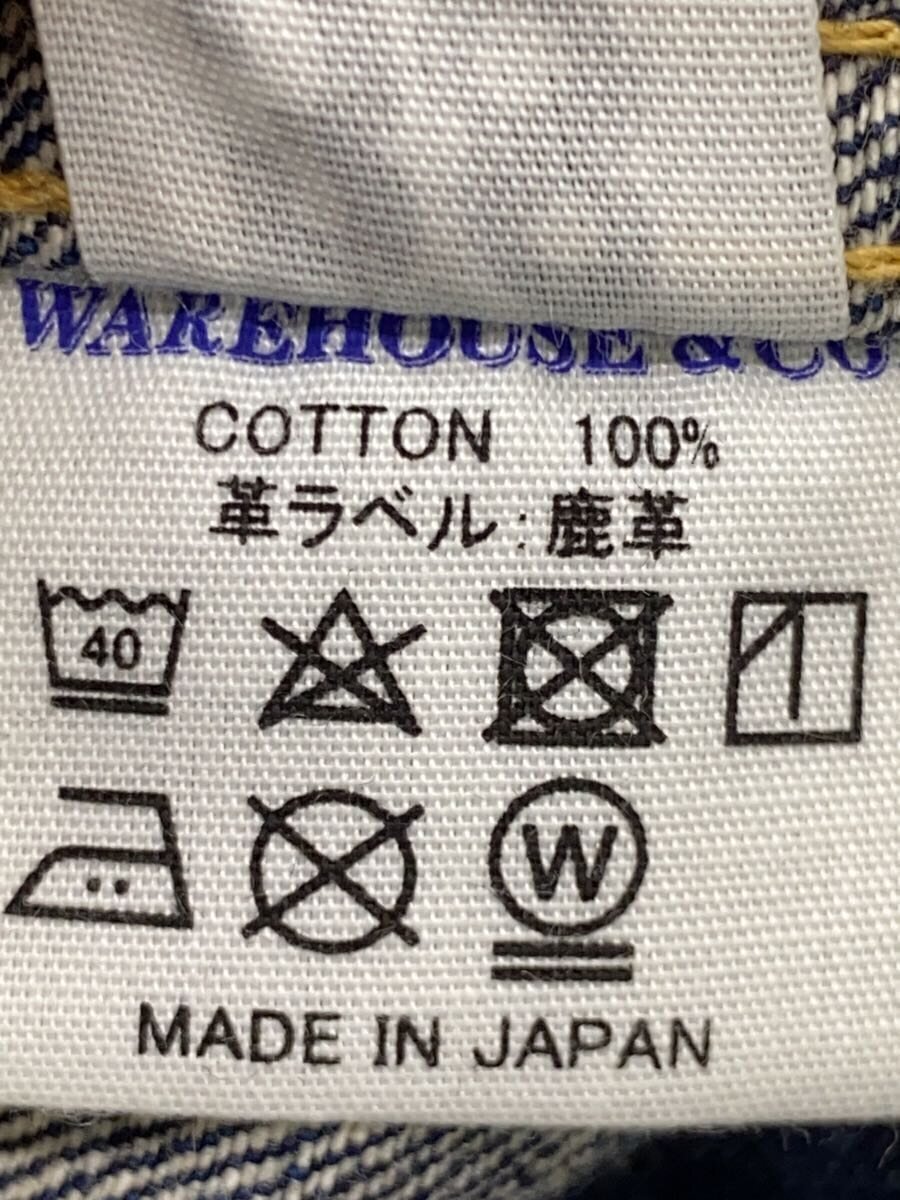 WAREHOUSE & CO
COTTON 100%
革ラベル:鹿革
40
W
MADE IN JAPAN